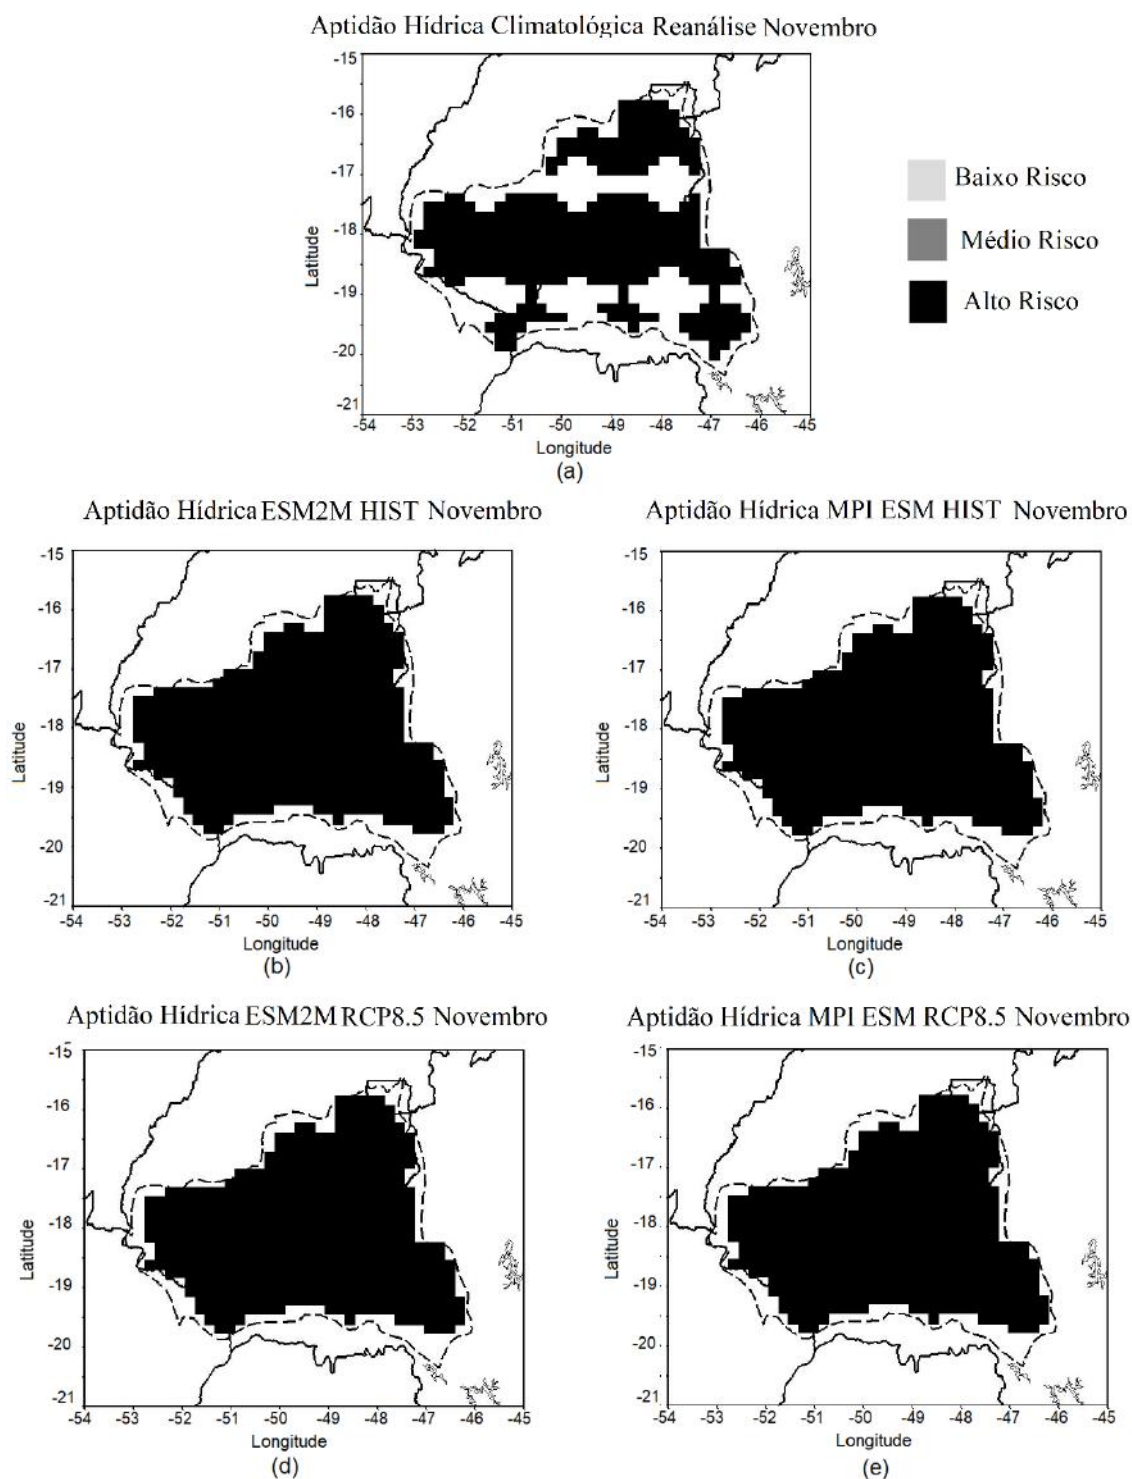 Aptidão Hídrica Climatológica Reanálise Novembro
-15
-16
-17
-18
-19
-20
-21
Latitude
-54 -53 -52 -51 -50 -49 -48 -47 -46 -45
Longitude
(a)
Baixo Risco
Médio Risco
Alto Risco
Aptidão Hídrica ESM2M HIST Novembro
-15
-16
-17
-18
-19
-20
-21
Latitude
-54 -53 -52 -51 -50 -49 -48 -47 -46 -45
Longitude
(b)
Aptidão Hídrica MPI ESM HIST Novembro
-15
-16
-17
-18
-19
-20
-21
Latitude
-54 -53 -52 -51 -50 -49 -48 -47 -46 -45
Longitude
(c)
Aptidão Hídrica ESM2M RCP8.5 Novembro
-15
-16
-17
-18
-19
-20
-21
Latitude
-54 -53 -52 -51 -50 -49 -48 -47 -46 -45
Longitude
(d)
Aptidão Hídrica MPI ESM RCP8.5 Novembro
-15
-16
-17
-18
-19
-20
-21
Latitude
-54 -53 -52 -51 -50 -49 -48 -47 -46 -45
Longitude
(e)